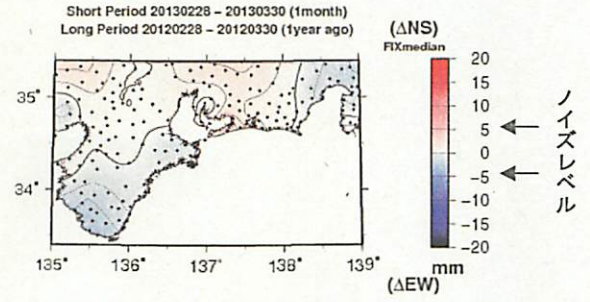 Short Period 20130228 – 20130330 (1month)
Long Period 20120228 – 20120330 (1year ago)
(ΔNS)
FIXmedian
20
15
10
5
0
−5
−10
−15
−20
mm
(ΔEW)
ノイズレベル
35°
34°
135° 136° 137° 138° 139°